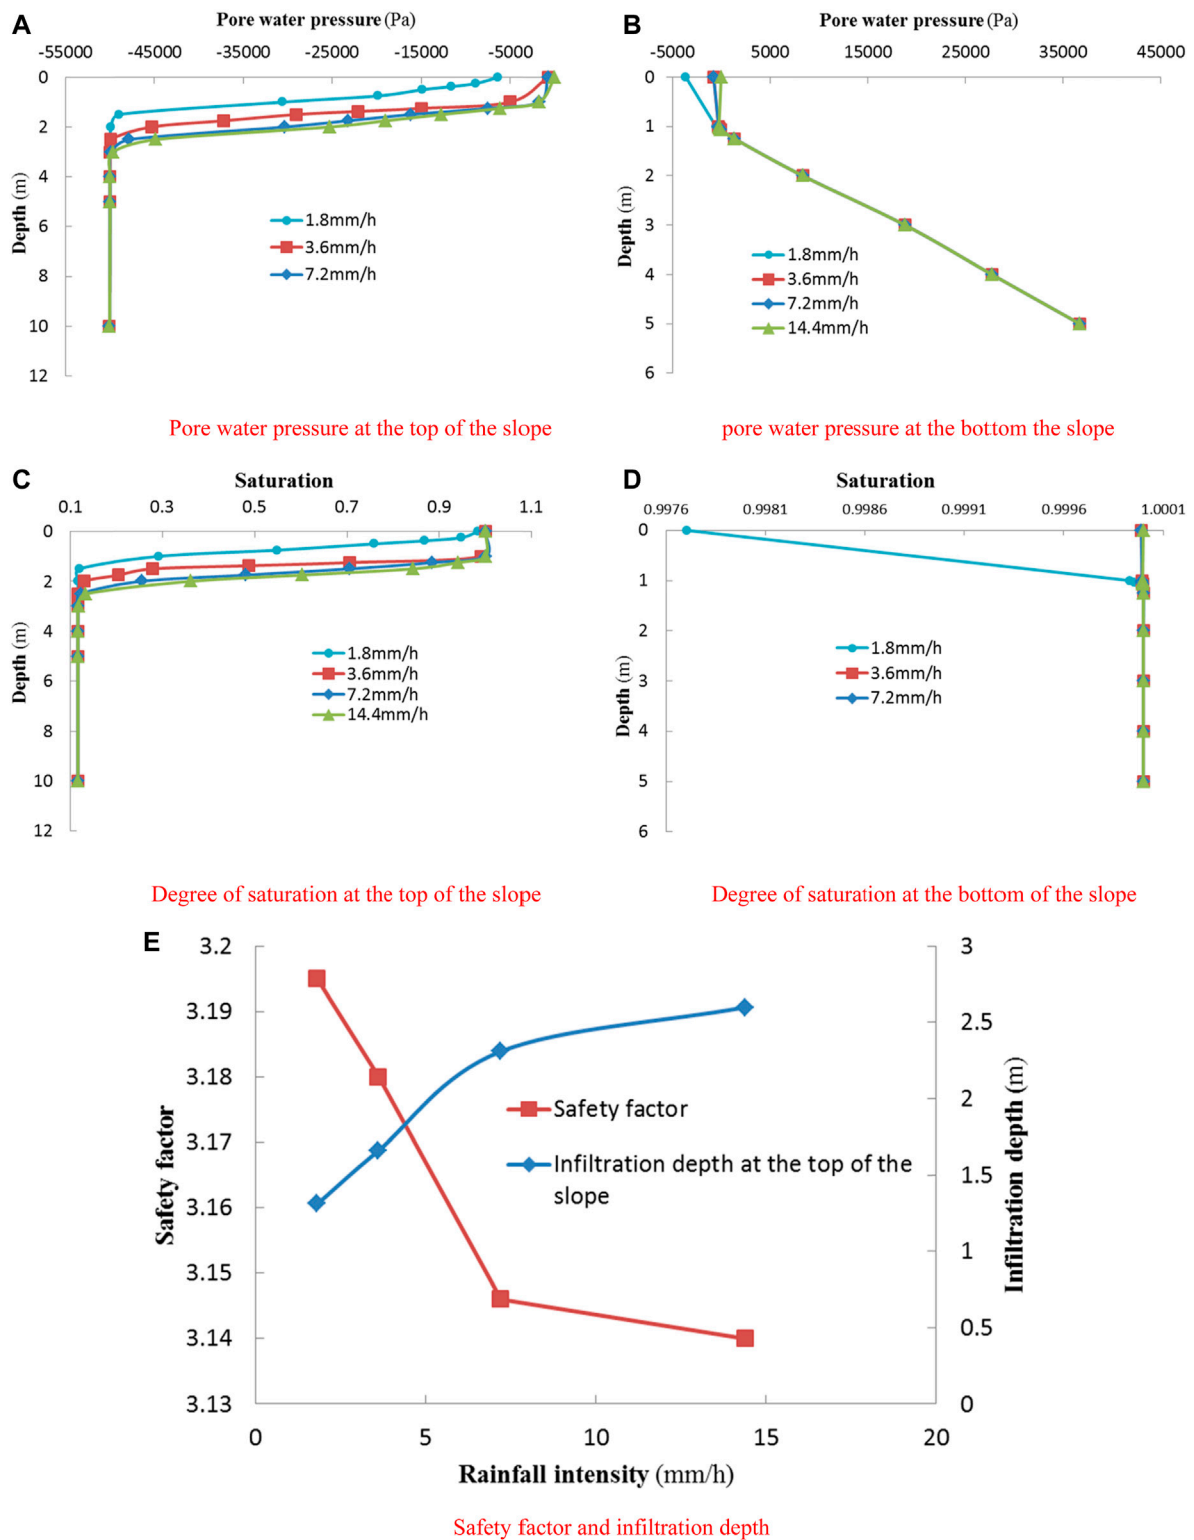 A
Pore water pressure (Pa)
-55000 -45000 -35000 -25000 -15000 -5000
0
2
4
6
8
10
12
Depth (m)
1.8mm/h
3.6mm/h
7.2mm/h
Pore water pressure at the top of the slope
B
Pore water pressure (Pa)
-5000 5000 15000 25000 35000 45000
0
1
2
3
4
5
6
Depth (m)
1.8mm/h
3.6mm/h
7.2mm/h
14.4mm/h
pore water pressure at the bottom the slope
C
Saturation
0.1 0.3 0.5 0.7 0.9 1.1
0
2
4
6
8
10
12
Depth (m)
1.8mm/h
3.6mm/h
7.2mm/h
14.4mm/h
Degree of saturation at the top of the slope
D
Saturation
0.9976 0.9981 0.9986 0.9991 0.9996 1.0001
0
1
2
3
4
5
6
Depth (m)
1.8mm/h
3.6mm/h
7.2mm/h
Degree of saturation at the bottom of the slope
E
3.2
3.19
3.18
3.17
3.16
3.15
3.14
3.13
Safety factor
Safety factor
Infiltration depth at the top of the
slope
3
2.5
2
1.5
1
0.5
0
Infiltration depth (m)
0 5 10 15 20
Rainfall intensity (mm/h)
Safety factor and infiltration depth